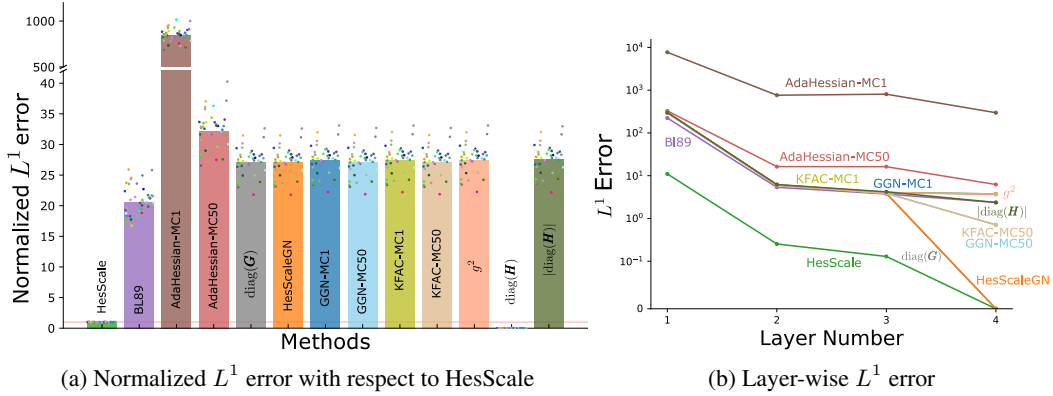 Normalized L¹ error
1000
500
40
35
30
25
20
15
10
5
0
HesScale
BL89
AdaHessian-MC1
AdaHessian-MC50
diag(G)
HesScaleGN
GGN-MC1
GGN-MC50
KFAC-MC1
KFAC-MC50
g²
diag(H)
|diag(H)|
Methods
(a) Normalized L¹ error with respect to HesScale
L¹ Error
10⁴
10³
10²
10¹
10⁰
10⁻¹
0
AdaHessian-MC1
Bl89
AdaHessian-MC50
KFAC-MC1
GGN-MC1
g²
|diag(H)|
KFAC-MC50
GGN-MC50
diag(G)
HesScale
HesScaleGN
1
2
3
4
Layer Number
(b) Layer-wise L¹ error